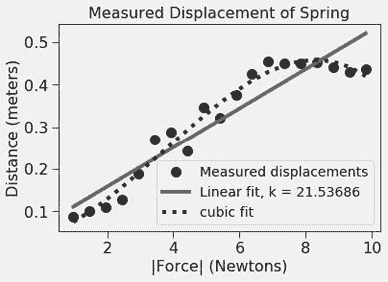 Measured Displacement of Spring
0.5
0.4
0.3
0.2
0.1
Distance (meters)
Measured displacements
Linear fit, k = 21.53686
cubic fit
2 4 6 8 10
|Force| (Newtons)